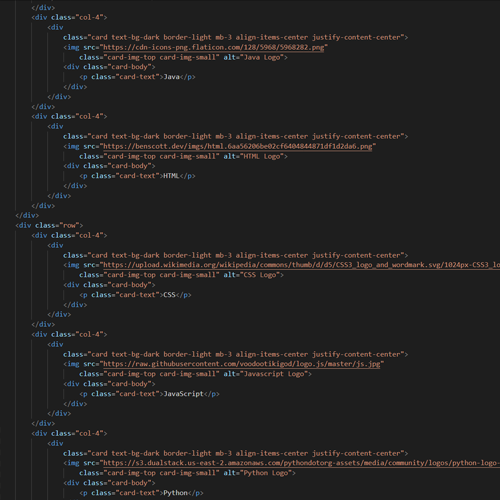 </div>
<div class="col-4">
<div
class="card text-bg-dark border-light mb-3 align-items-center justify-content-center">
<img src="https://cdn-icons-png.flaticon.com/128/5968/5968282.png"
class="card-img-top card-img-small" alt="Java Logo">
<div class="card-body">
<p class="card-text">Java</p>
</div>
</div>
</div>
<div class="col-4">
<div
class="card text-bg-dark border-light mb-3 align-items-center justify-content-center">
<img src="https://benscott.dev/imgs/html.6aa56206be02cf6404844871df1d2da6.png"
class="card-img-top card-img-small" alt="HTML Logo">
<div class="card-body">
<p class="card-text">HTML</p>
</div>
</div>
</div>
</div>
<div class="row">
<div class="col-4">
<div
class="card text-bg-dark border-light mb-3 align-items-center justify-content-center">
<img src="https://upload.wikimedia.org/wikipedia/commons/thumb/d/d5/CSS3_logo_and_wordmark.svg/1024px-CSS3_lo
class="card-img-top card-img-small" alt="CSS Logo">
<div class="card-body">
<p class="card-text">CSS</p>
</div>
</div>
</div>
<div class="col-4">
<div
class="card text-bg-dark border-light mb-3 align-items-center justify-content-center">
<img src="https://raw.githubusercontent.com/voodootikigod/logo.js/master/js.jpg"
class="card-img-top card-img-small" alt="Javascript Logo">
<div class="card-body">
<p class="card-text">JavaScript</p>
</div>
</div>
</div>
<div class="col-4">
<div
class="card text-bg-dark border-light mb-3 align-items-center justify-content-center">
<img src="https://s3.dualstack.us-east-2.amazonaws.com/pythondotorg-assets/media/community/logos/python-logo-
class="card-img-top card-img-small" alt="Python Logo">
<div class="card-body">
<p class="card-text">Python</p>